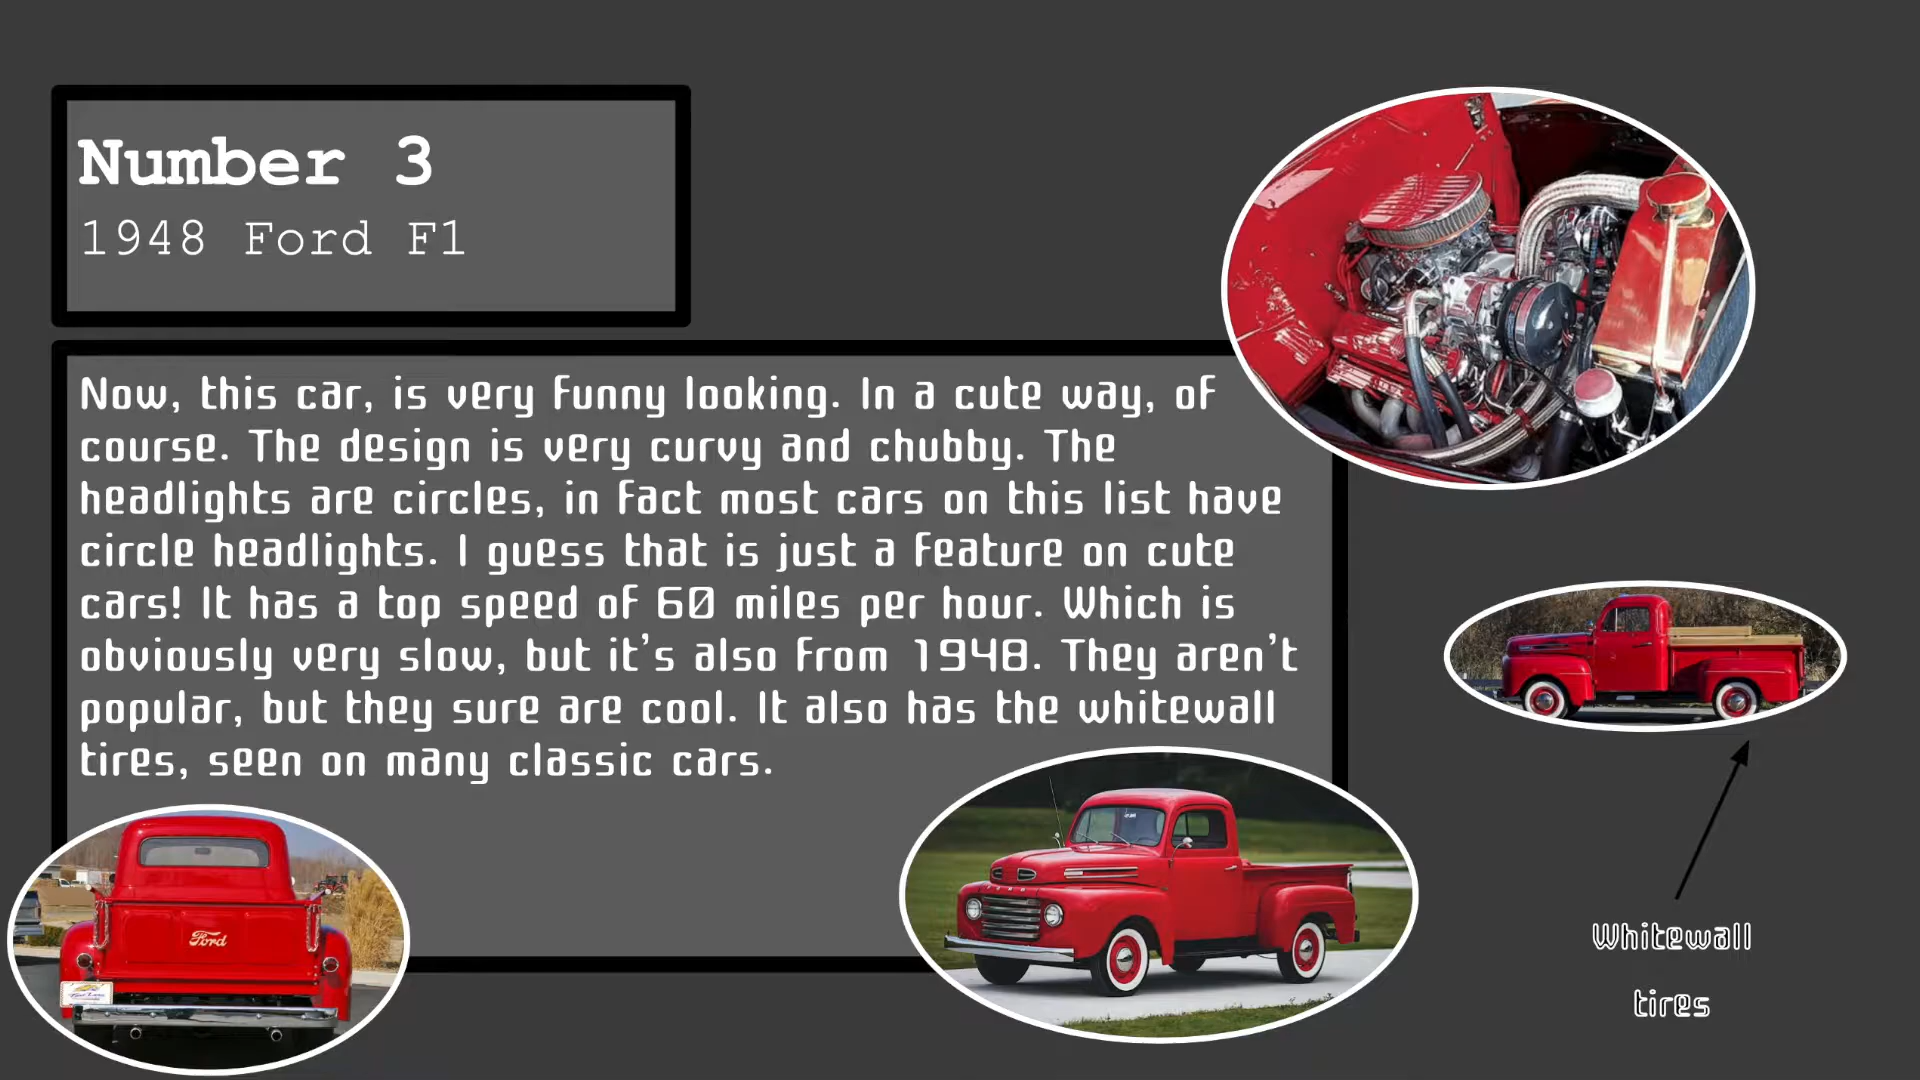 Number 3
1948 Ford F1
Now, this car, is very funny looking. In a cute way, of
course. The design is very curvy and chubby. The
headlights are circles, in fact most cars on this list have
circle headlights. I guess that is just a feature on cute
cars! It has a top speed of 60 miles per hour. Which is
obviously very slow, but it's also from 1948. They aren't
popular, but they sure are cool. It also has the whitewall
tires, seen on many classic cars.
Ford
FORD
Whitewall
tires